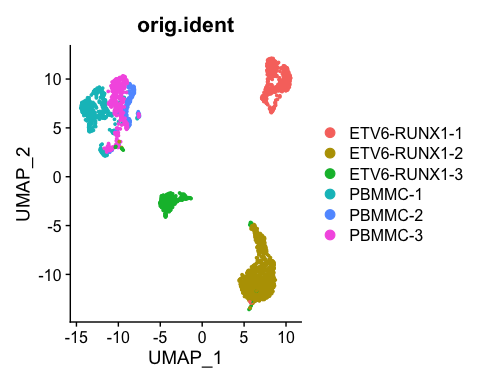 orig.ident
UMAP_2
10
5
0
-5
-10
-15 -10 -5 0 5 10
UMAP_1
ETV6-RUNX1-1
ETV6-RUNX1-2
ETV6-RUNX1-3
PBMMC-1
PBMMC-2
PBMMC-3